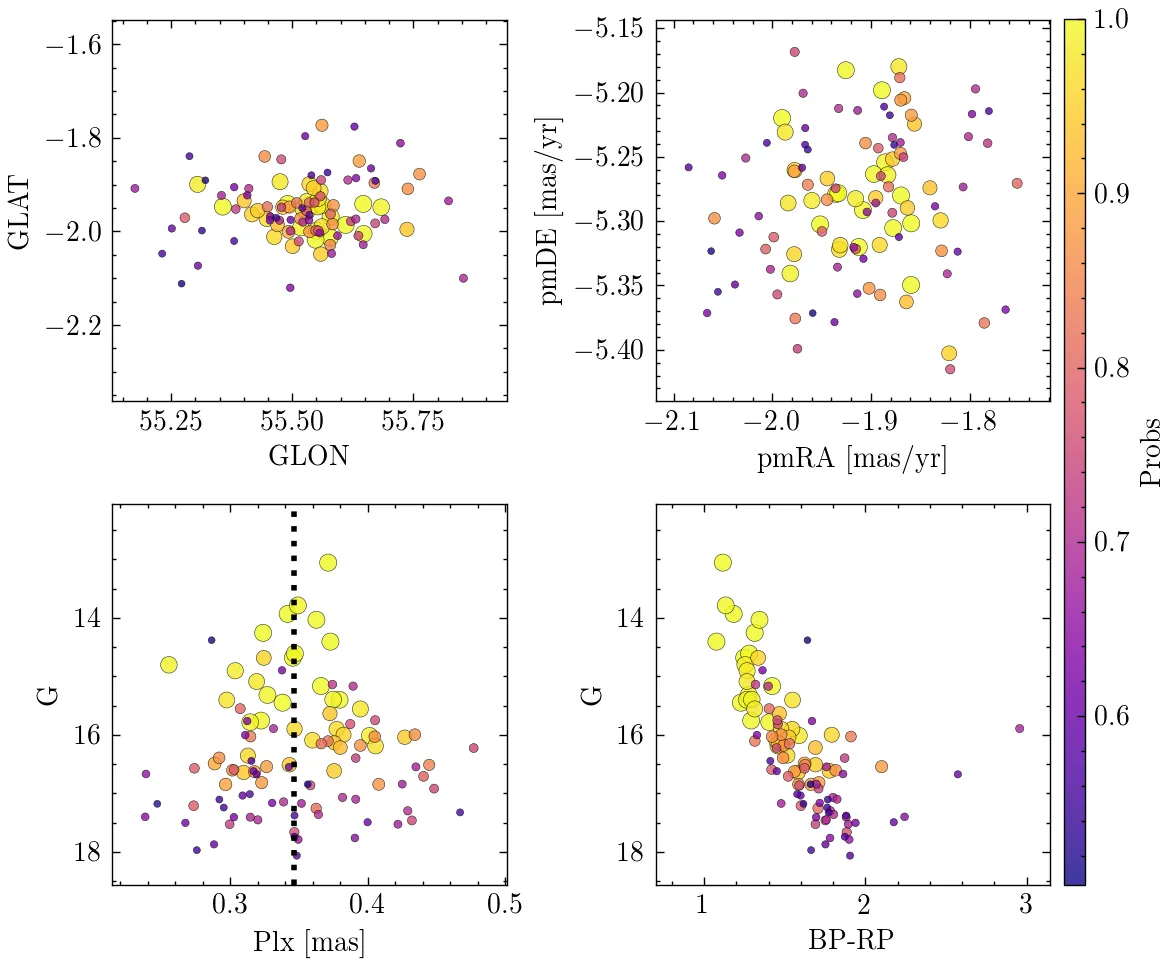 −1.6
−1.8
−2.0
−2.2
GLAT
55.25 55.50 55.75
GLON
−5.15
−5.20
−5.25
−5.30
−5.35
−5.40
pmDE [mas/yr]
−2.1 −2.0 −1.9 −1.8
pmRA [mas/yr]
14
16
18
G
0.3 0.4 0.5
Plx [mas]
14
16
18
G
1 2 3
BP-RP
1.0
0.9
0.8
0.7
0.6
Probs